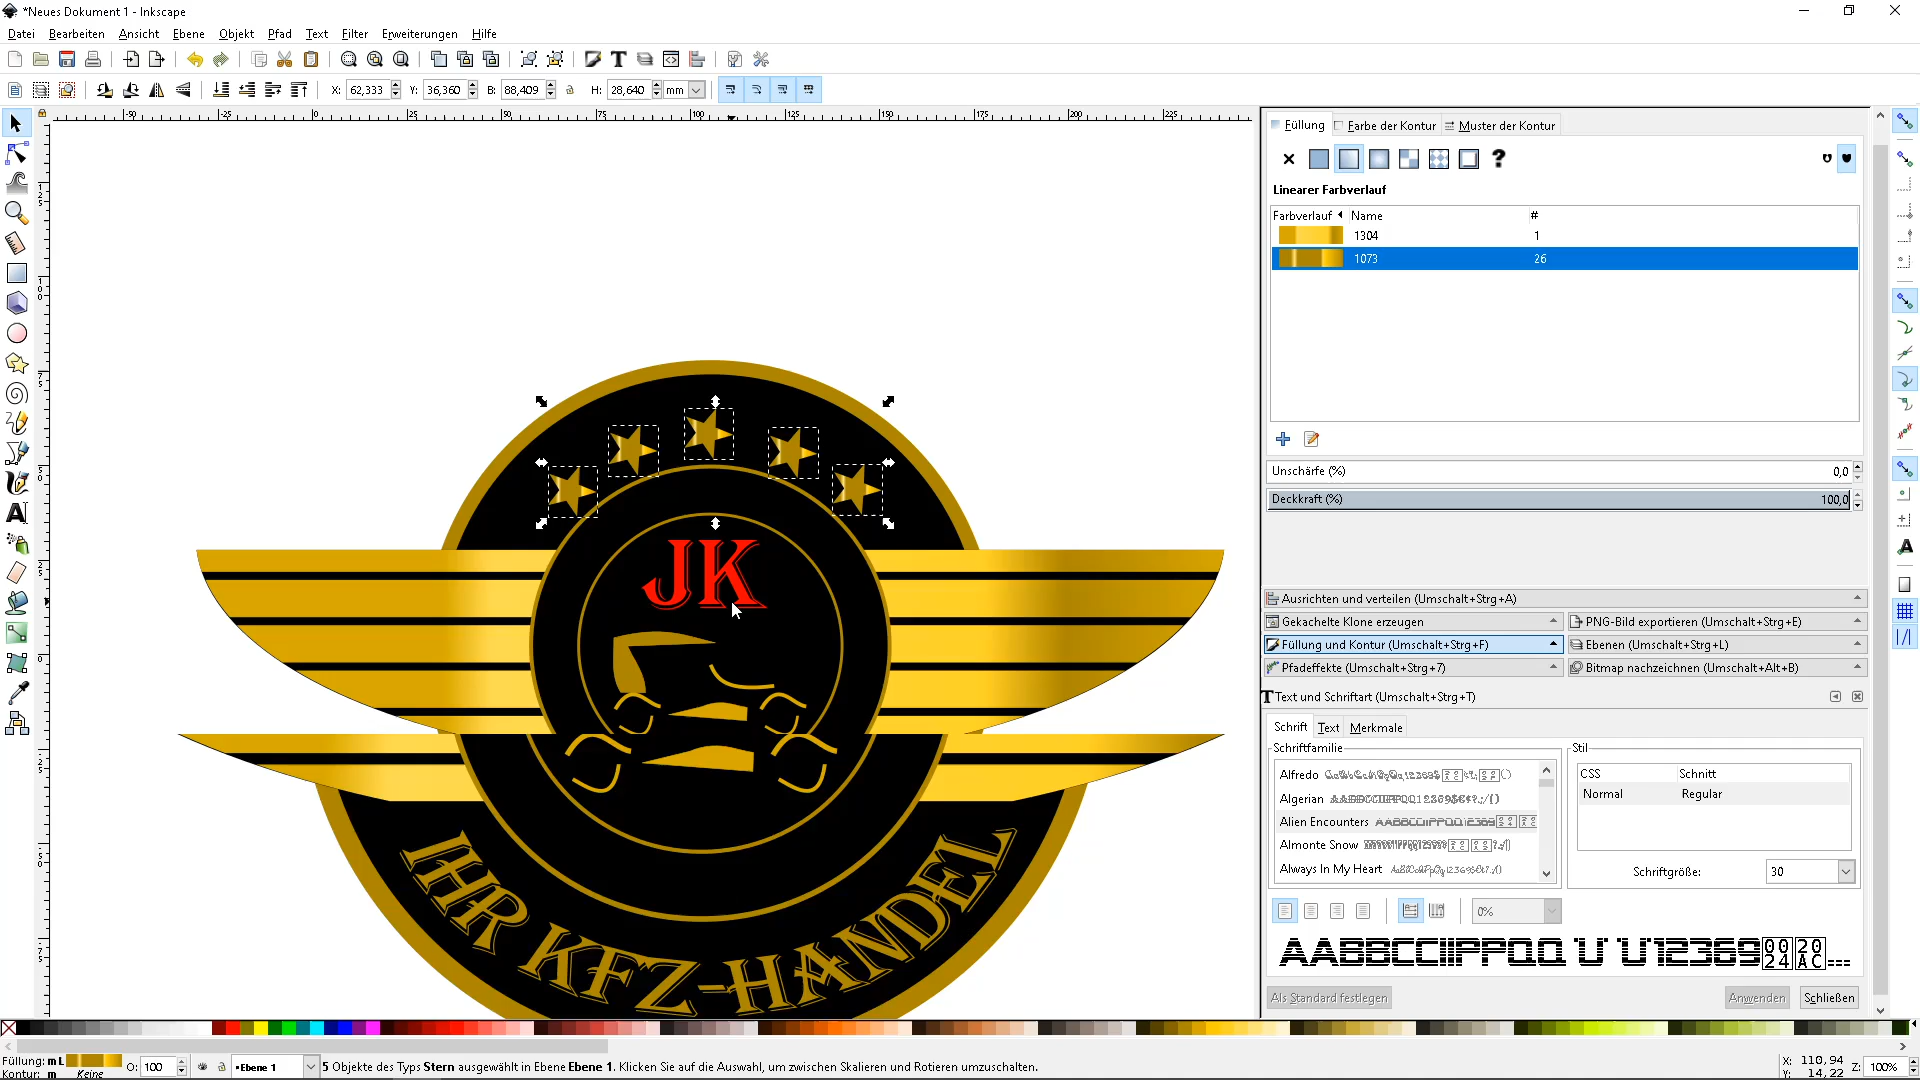 *Neues Dokument 1 - Inkscape
Datei Bearbeiten Ansicht Ebene Objekt Pfad Text Filter Erweiterungen Hilfe
X: 62,333 Y: 36,360 B: 88,409 H: 28,640 mm
Füllung Farbe der Kontur Muster der Kontur
Linearer Farbverlauf
Farbverlauf Name #
1304 1
1073 26
Unschärfe (%) 0,0
Deckkraft (%) 100,0
Ausrichten und verteilen (Umschalt+Strg+A)
Gekachelte Klone erzeugen PNG-Bild exportieren (Umschalt+Strg+E)
Füllung und Kontur (Umschalt+Strg+F) Ebenen (Umschalt+Strg+L)
Pfadeffekte (Umschalt+Strg+7) Bitmap nachzeichnen (Umschalt+Alt+B)
Text und Schriftart (Umschalt+Strg+T)
Schrift Text Merkmale
Schriftfamilie
Alfredo
Algerian
Alien Encounters
Almonte Snow
Always In My Heart
Stil
CSS Schnitt
Normal Regular
Schriftgröße: 30
0%
AABBCCIIPPQQ
12369
Als Standard festlegen Anwenden Schließen
JK
IHR KFZ-HANDEL
Füllung: m L
Kontur: m Keine
O: 100
•Ebene 1
5 Objekte des Typs Stern ausgewählt in Ebene Ebene 1. Klicken Sie auf die Auswahl, um zwischen Skalieren und Rotieren umzuschalten.
X: 110,94
Y: 14,22
Z: 100%